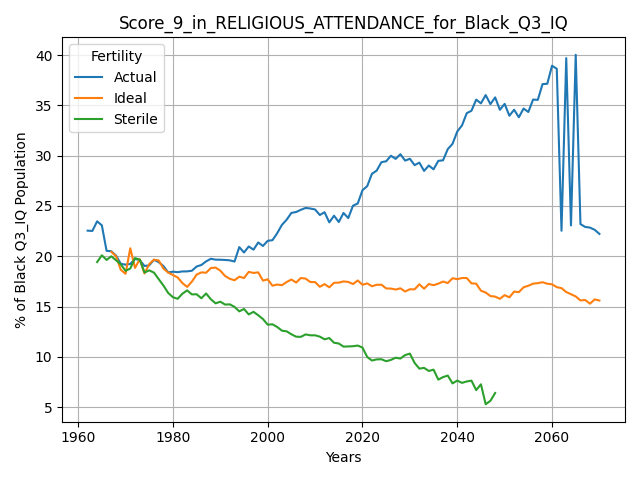 Score_9_in_RELIGIOUS_ATTENDANCE_for_Black_Q3_IQ
% of Black Q3_IQ Population
40
35
30
25
20
15
10
5
Fertility
Actual
Ideal
Sterile
1960
1980
2000
2020
2040
2060
Years